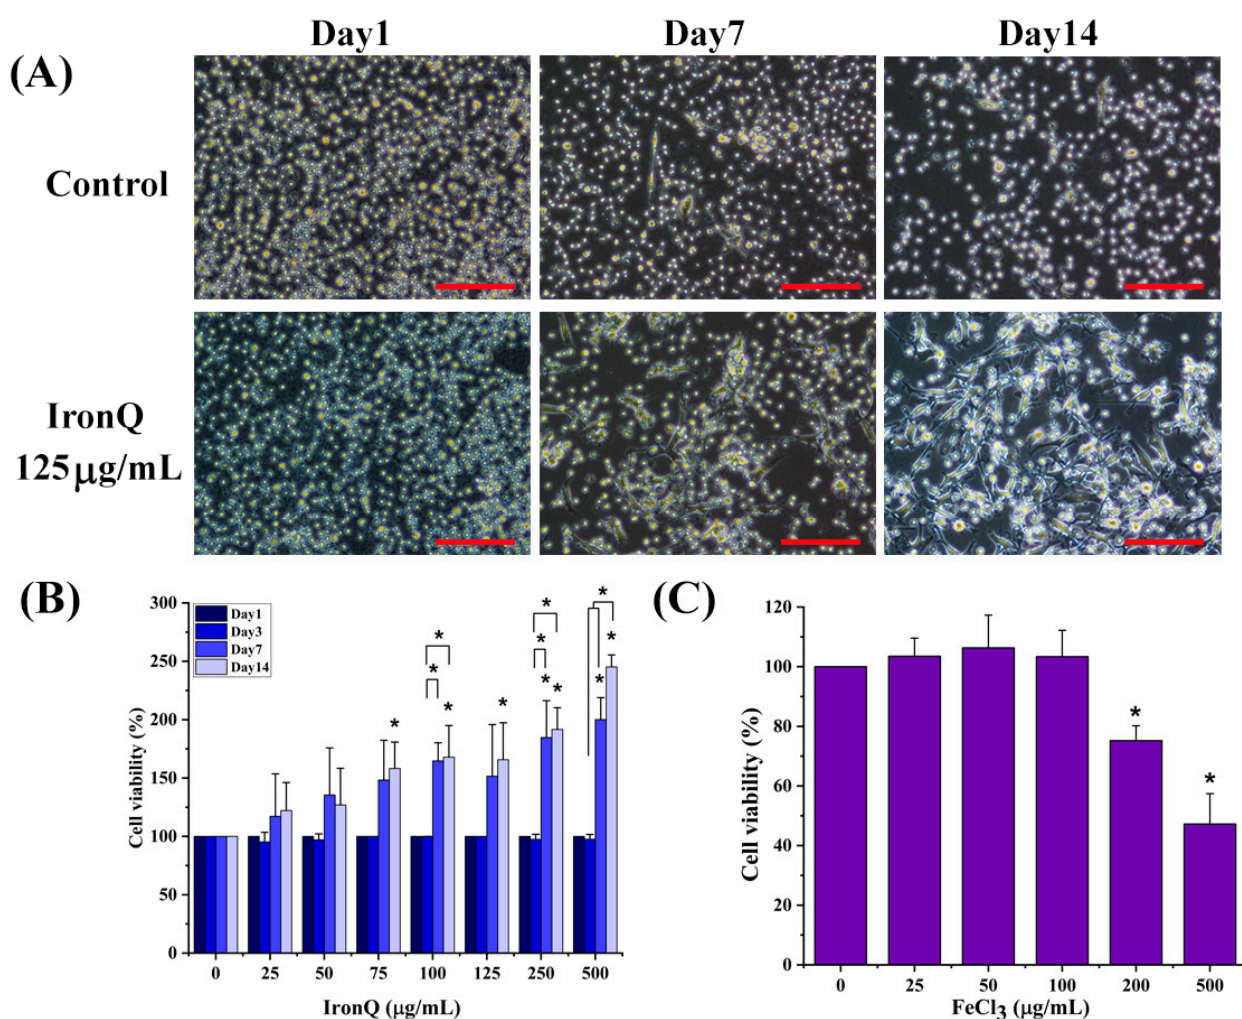 Day1 Day7 Day14
(A)
Control
IronQ
125μg/mL
(B)
300
250
200
150
100
50
0
Cell viability (%)
Day1
Day3
Day7
Day14
* * * * * * * * * * * * *
0 25 50 75 100 125 250 500
IronQ (μg/mL)
(C)
120
100
80
60
40
20
0
Cell viability (%)
* *
0 25 50 100 200 500
FeCl₃ (μg/mL)